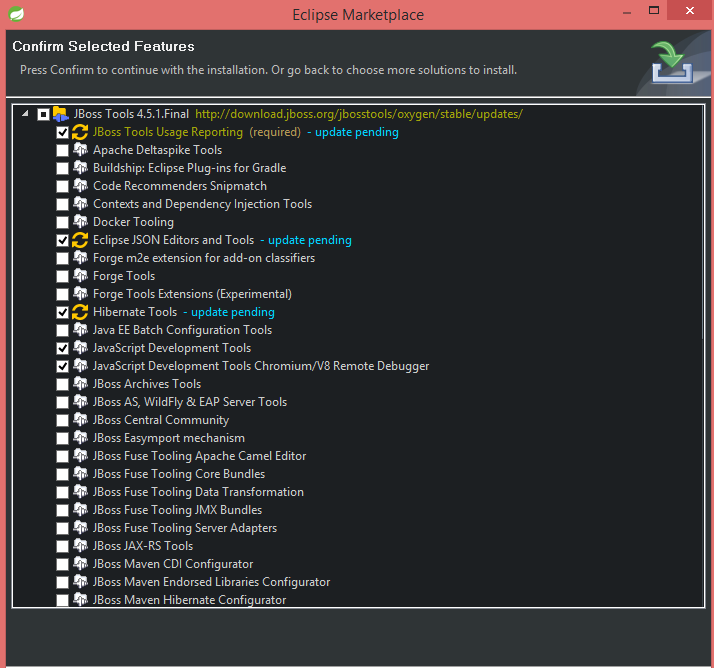 Eclipse Marketplace
Confirm Selected Features
Press Confirm to continue with the installation. Or go back to choose more solutions to install.
JBoss Tools 4.5.1.Final http://download.jboss.org/jbosstools/oxygen/stable/updates/
JBoss Tools Usage Reporting (required) - update pending
Apache Deltaspike Tools
Buildship: Eclipse Plug-ins for Gradle
Code Recommenders Snipmatch
Contexts and Dependency Injection Tools
Docker Tooling
Eclipse JSON Editors and Tools - update pending
Forge m2e extension for add-on classifiers
Forge Tools
Forge Tools Extensions (Experimental)
Hibernate Tools - update pending
Java EE Batch Configuration Tools
JavaScript Development Tools
JavaScript Development Tools Chromium/V8 Remote Debugger
JBoss Archives Tools
JBoss AS, WildFly & EAP Server Tools
JBoss Central Community
JBoss Easymport mechanism
JBoss Fuse Tooling Apache Camel Editor
JBoss Fuse Tooling Core Bundles
JBoss Fuse Tooling Data Transformation
JBoss Fuse Tooling JMX Bundles
JBoss Fuse Tooling Server Adapters
JBoss JAX-RS Tools
JBoss Maven CDI Configurator
JBoss Maven Endorsed Libraries Configurator
JBoss Maven Hibernate Configurator